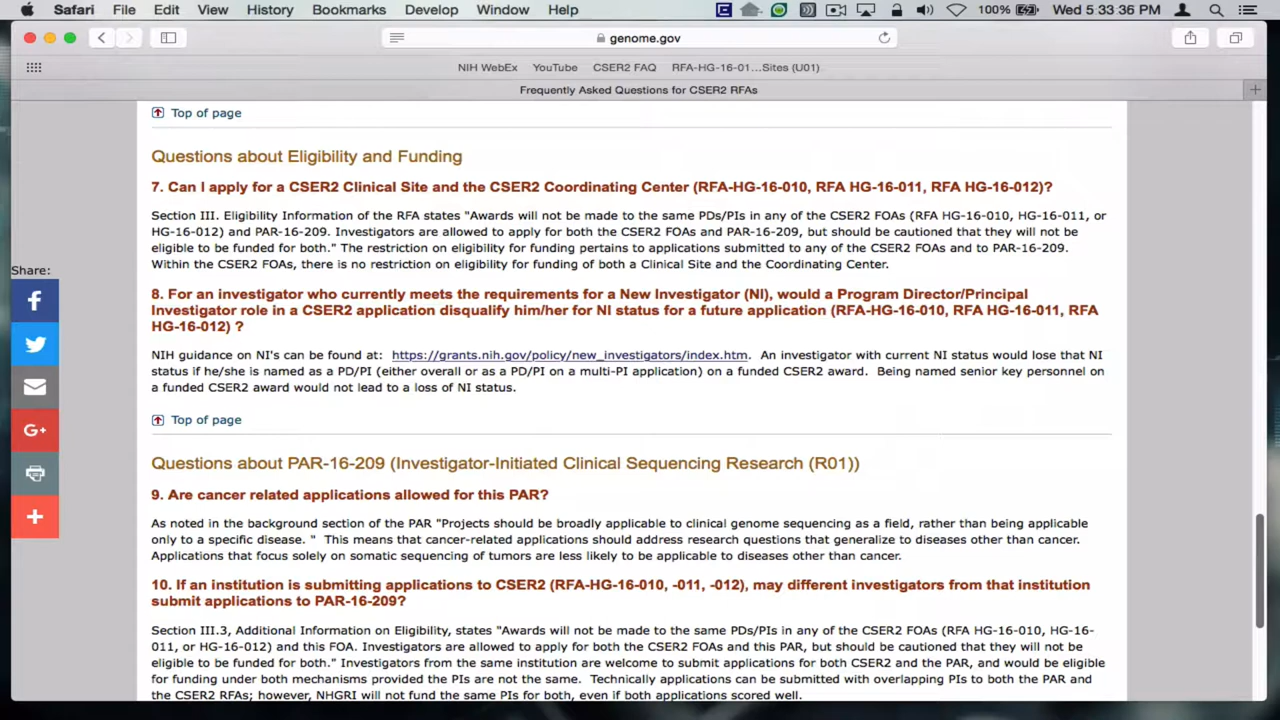 Safari File Edit View History Bookmarks Develop Window Help 100% Wed 5:33:36 PM
genome.gov
NIH WebEx YouTube CSER2 FAQ RFA-HG-16-01...Sites (U01)
Frequently Asked Questions for CSER2 RFAs
Top of page
Questions about Eligibility and Funding
7. Can I apply for a CSER2 Clinical Site and the CSER2 Coordinating Center (RFA-HG-16-010, RFA HG-16-011, RFA HG-16-012)?
Section III. Eligibility Information of the RFA states "Awards will not be made to the same PDs/PIs in any of the CSER2 FOAs (RFA HG-16-010, HG-16-011, or
HG-16-012) and PAR-16-209. Investigators are allowed to apply for both the CSER2 FOAs and PAR-16-209, but should be cautioned that they will not be
eligible to be funded for both." The restriction on eligibility for funding pertains to applications submitted to any of the CSER2 FOAs and to PAR-16-209.
Within the CSER2 FOAs, there is no restriction on eligibility for funding of both a Clinical Site and the Coordinating Center.
Share:
8. For an investigator who currently meets the requirements for a New Investigator (NI), would a Program Director/Principal
Investigator role in a CSER2 application disqualify him/her for NI status for a future application (RFA-HG-16-010, RFA HG-16-011, RFA
HG-16-012) ?
NIH guidance on NI's can be found at: https://grants.nih.gov/policy/new_investigators/index.htm. An investigator with current NI status would lose that NI
status if he/she is named as a PD/PI (either overall or as a PD/PI on a multi-PI application) on a funded CSER2 award. Being named senior key personnel on
a funded CSER2 award would not lead to a loss of NI status.
Top of page
G+
Questions about PAR-16-209 (Investigator-Initiated Clinical Sequencing Research (R01))
9. Are cancer related applications allowed for this PAR?
As noted in the background section of the PAR "Projects should be broadly applicable to clinical genome sequencing as a field, rather than being applicable
only to a specific disease. " This means that cancer-related applications should address research questions that generalize to diseases other than cancer.
Applications that focus solely on somatic sequencing of tumors are less likely to be applicable to diseases other than cancer.
10. If an institution is submitting applications to CSER2 (RFA-HG-16-010, -011, -012), may different investigators from that institution
submit applications to PAR-16-209?
Section III.3, Additional Information on Eligibility, states "Awards will not be made to the same PDs/PIs in any of the CSER2 FOAs (RFA HG-16-010, HG-16-
011, or HG-16-012) and this FOA. Investigators are allowed to apply for both the CSER2 FOAs and this PAR, but should be cautioned that they will not be
eligible to be funded for both." Investigators from the same institution are welcome to submit applications for both CSER2 and the PAR, and would be eligible
for funding under both mechanisms provided the PIs are not the same. Technically applications can be submitted with overlapping PIs to both the PAR and
the CSER2 RFAs; however, NHGRI will not fund the same PIs for both, even if both applications scored well.